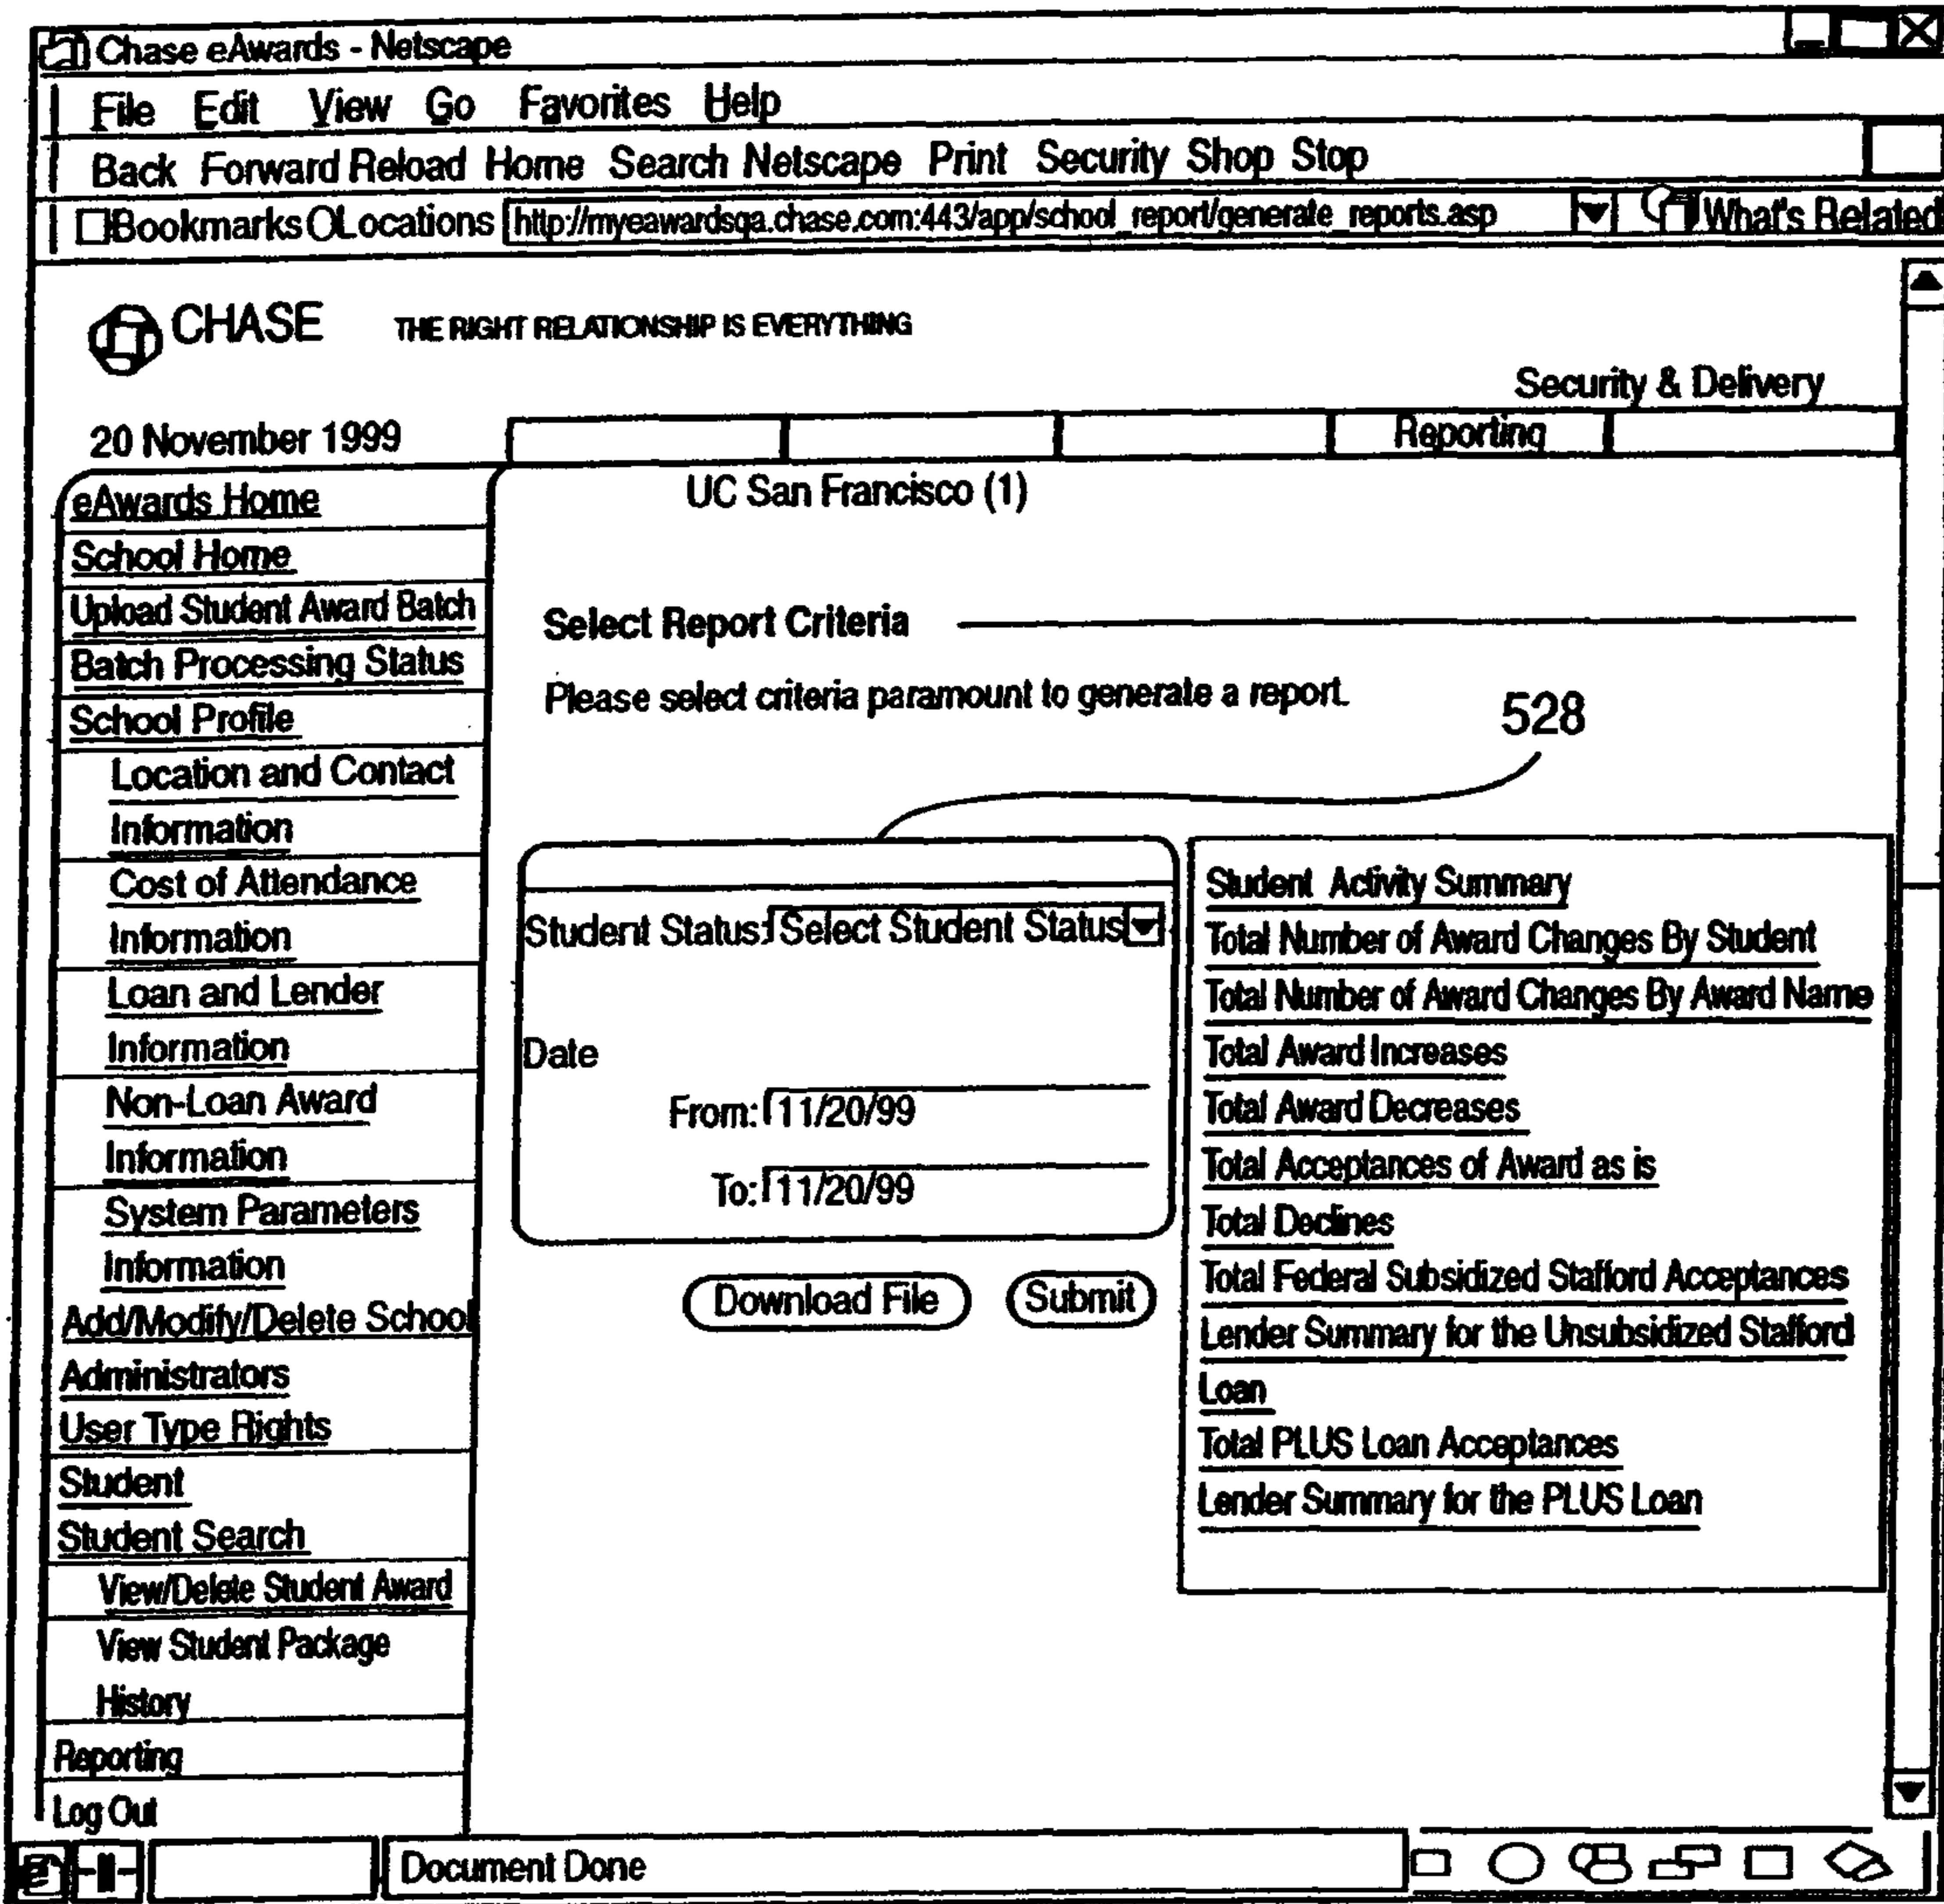 Chase eAwards - Netscape
File Edit View Go Favorites Help
Back Forward Reload Home Search Netscape Print Security Shop Stop
Bookmarks Locations http://myeawardsqa.chase.com:443/app/school_report/generate_reports.asp What's Related
CHASE THE RIGHT RELATIONSHIP IS EVERYTHING
Security & Delivery
20 November 1999
Reporting
eAwards Home
School Home
Upload Student Award Batch
Batch Processing Status
School Profile
Location and Contact
Information
Cost of Attendance
Information
Loan and Lender
Information
Non-Loan Award
Information
System Parameters
Information
Add/Modify/Delete School
Administrators
User Type Rights
Student
Student Search
View/Delete Student Award
View Student Package
History
Reporting
Log Out
UC San Francisco (1)
Select Report Criteria
Please select criteria paramount to generate a report.
528
Student Status: Select Student Status
Date
From: 11/20/99
To: 11/20/99
Download File Submit
Student Activity Summary
Total Number of Award Changes By Student
Total Number of Award Changes By Award Name
Total Award Increases
Total Award Decreases
Total Acceptances of Award as is
Total Declines
Total Federal Subsidized Stafford Acceptances
Lender Summary for the Unsubsidized Stafford
Loan
Total PLUS Loan Acceptances
Lender Summary for the PLUS Loan
Document Done